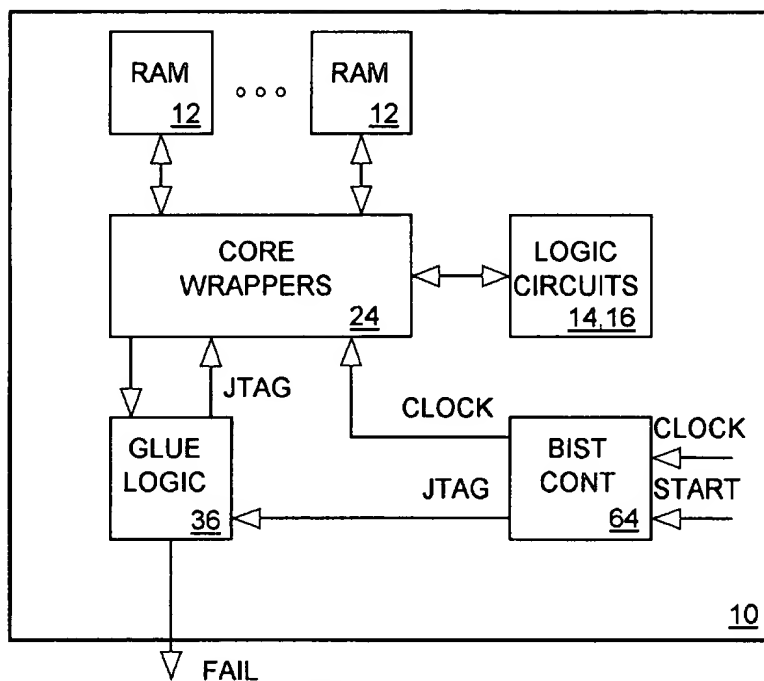 RAM
12
RAM
12
CORE
WRAPPERS
24
LOGIC
CIRCUITS
14,16
JTAG
CLOCK
GLUE
LOGIC
36
JTAG
BIST
CONT
64
CLOCK
START
10
FAIL